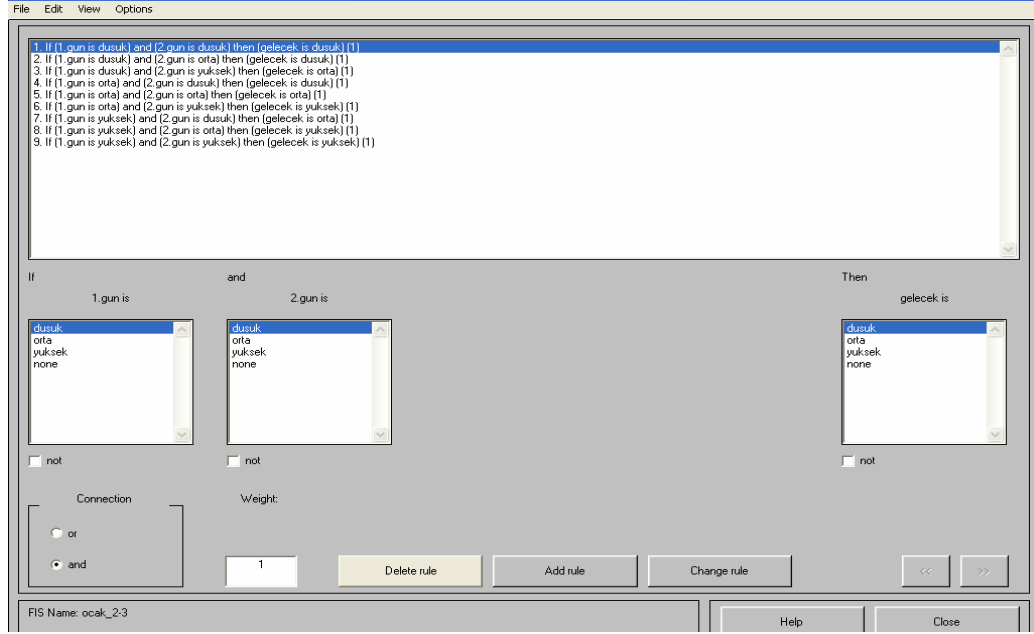 File Edit View Options
1. If (1.gun is dusuk) and (2.gun is dusuk) then (gelecek is dusuk) (1)
2. If (1.gun is dusuk) and (2.gun is orta) then (gelecek is dusuk) (1)
3. If (1.gun is dusuk) and (2.gun is yuksek) then (gelecek is orta) (1)
4. If (1.gun is orta) and (2.gun is dusuk) then (gelecek is dusuk) (1)
5. If (1.gun is orta) and (2.gun is orta) then (gelecek is orta) (1)
6. If (1.gun is orta) and (2.gun is yuksek) then (gelecek is yuksek) (1)
7. If (1.gun is yuksek) and (2.gun is dusuk) then (gelecek is orta) (1)
8. If (1.gun is yuksek) and (2.gun is orta) then (gelecek is yuksek) (1)
9. If (1.gun is yuksek) and (2.gun is yuksek) then (gelecek is yuksek) (1)
If and Then
1.gun is 2.gun is gelecek is
dusuk dusuk dusuk
orta orta orta
yuksek yuksek yuksek
none none none
not not not
Connection Weight:
or
and 1 Delete rule Add rule Change rule << >>
FIS Name: ocak_2-3 Help Close